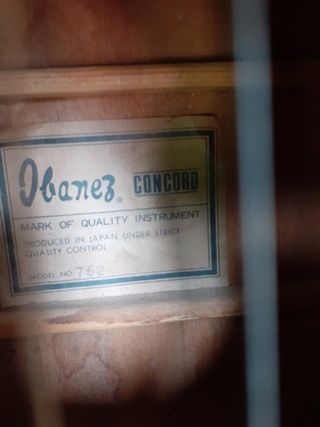 Ibanez ® CONCORD
MARK OF QUALITY INSTRUMENT
PRODUCED IN JAPAN UNDER STRICT
QUALITY CONTROL
MODEL NO. 752